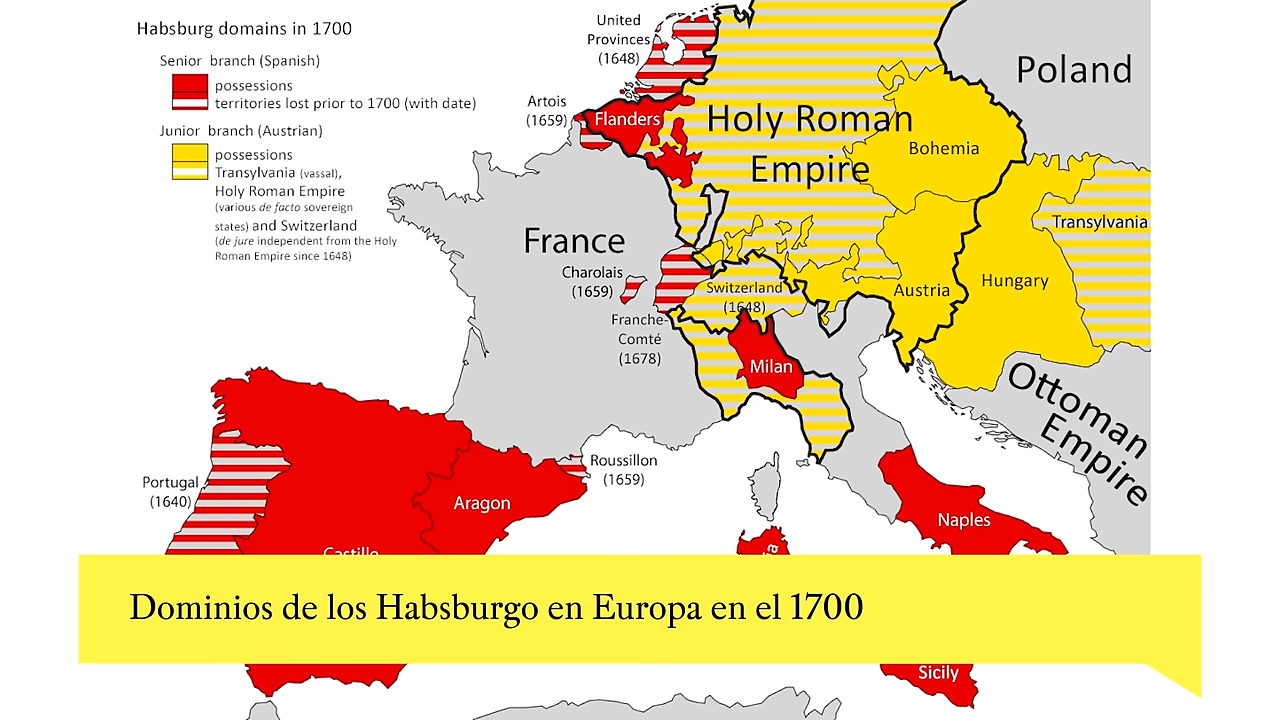 Habsburg domains in 1700
Senior branch (Spanish)
possessions
territories lost prior to 1700 (with date)
Junior branch (Austrian)
possessions
Transylvania (vassal),
Holy Roman Empire
(various de facto sovereign
states) and Switzerland
(de jure independent from the Holy
Roman Empire since 1648)
United
Provinces
(1648)
Artois
(1659)
Flanders
Holy Roman
Empire
Poland
Bohemia
Transylvania
France
Charolais
(1659)
Switzerland
(1648)
Austria
Hungary
Franche-
Comté
(1678)
Milan
Ottoman
Empire
Roussillon
(1659)
Portugal
(1640)
Aragon
Naples
Castille
Dominios de los Habsburgo en Europa en el 1700
Sicily